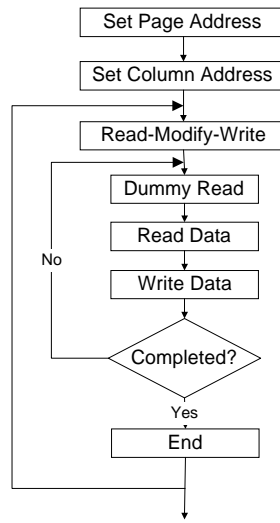 Set Page Address
Set Column Address
Read-Modify-Write
Dummy Read
Read Data
No
Write Data
Completed?
Yes
End